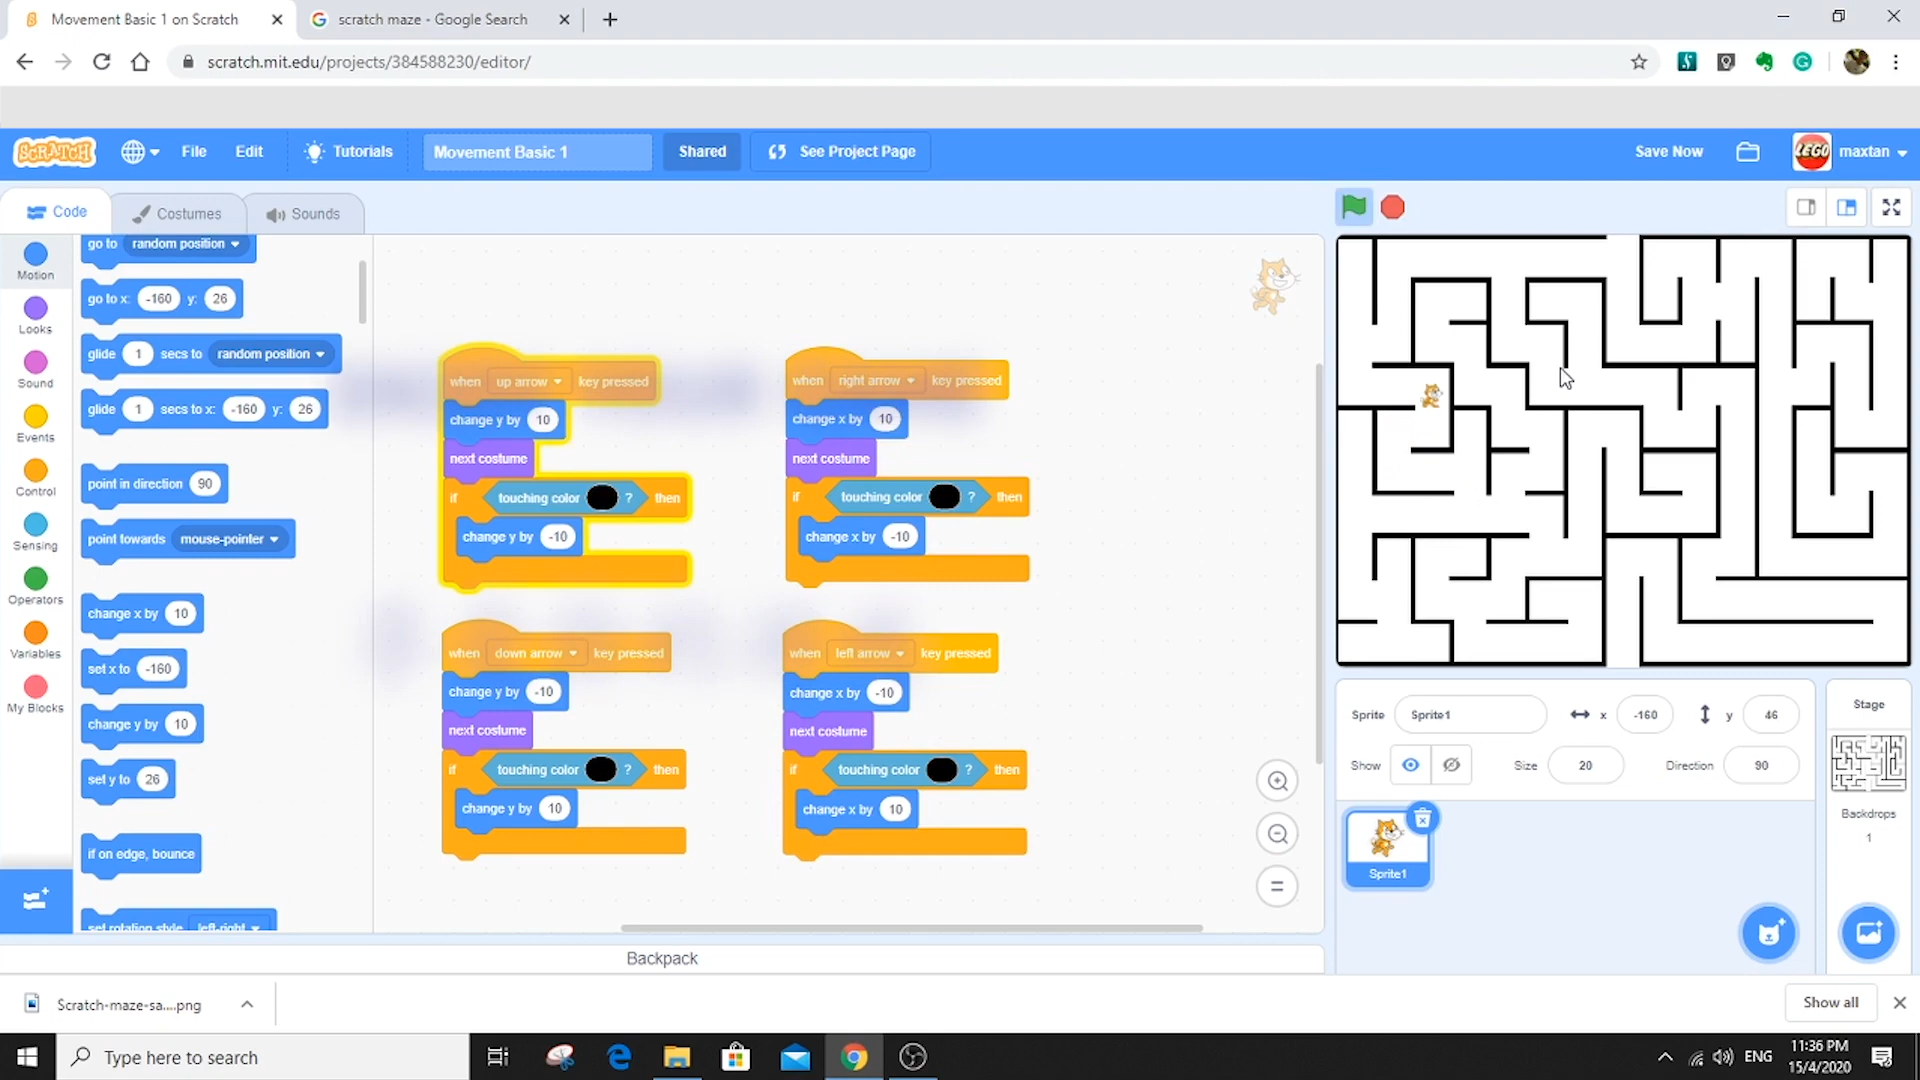 Movement Basic 1 on Scratch
scratch maze - Google Search
scratch.mit.edu/projects/384588230/editor/
SCRATCH
File
Edit
Tutorials
Movement Basic 1
Shared
See Project Page
Save Now
LEGO
maxtan
Code
Costumes
Sounds
Motion
Looks
Sound
Events
Control
Sensing
Operators
Variables
My Blocks
go to random position
go to x: -160 y: 26
glide 1 secs to random position
glide 1 secs to x: -160 y: 26
point in direction 90
point towards mouse-pointer
change x by 10
set x to -160
change y by 10
set y to 26
if on edge, bounce
set rotation style left-right
when up arrow key pressed
change y by 10
next costume
if touching color ? then
change y by -10
when right arrow key pressed
change x by 10
next costume
if touching color ? then
change x by -10
when down arrow key pressed
change y by -10
next costume
if touching color ? then
change y by 10
when left arrow key pressed
change x by -10
next costume
if touching color ? then
change x by 10
Backpack
Sprite Sprite1 x -160 y 46
Show Size 20 Direction 90
Sprite1
Stage
Backdrops
1
Scratch-maze-sa....png
Show all
Type here to search
ENG
11:36 PM
15/4/2020